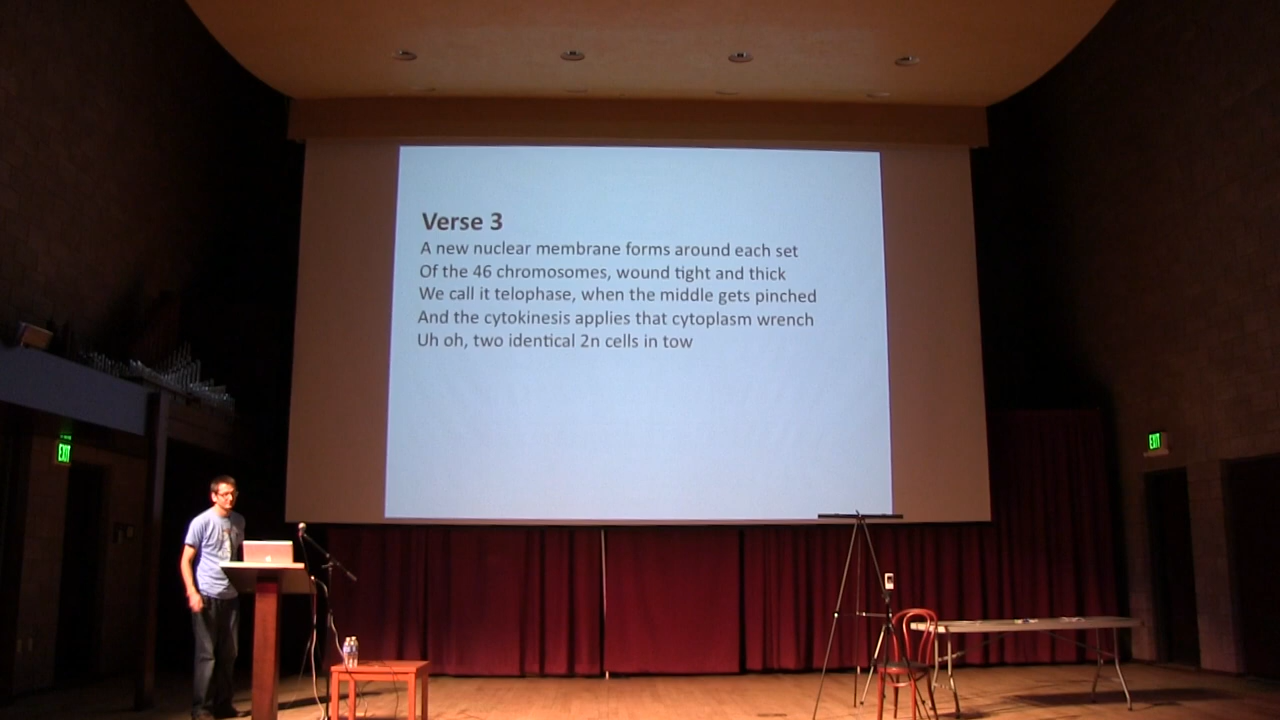 Verse 3
A new nuclear membrane forms around each set
Of the 46 chromosomes, wound tight and thick
We call it telophase, when the middle gets pinched
And the cytokinesis applies that cytoplasm wrench
Uh oh, two identical 2n cells in tow
EXIT
EXIT